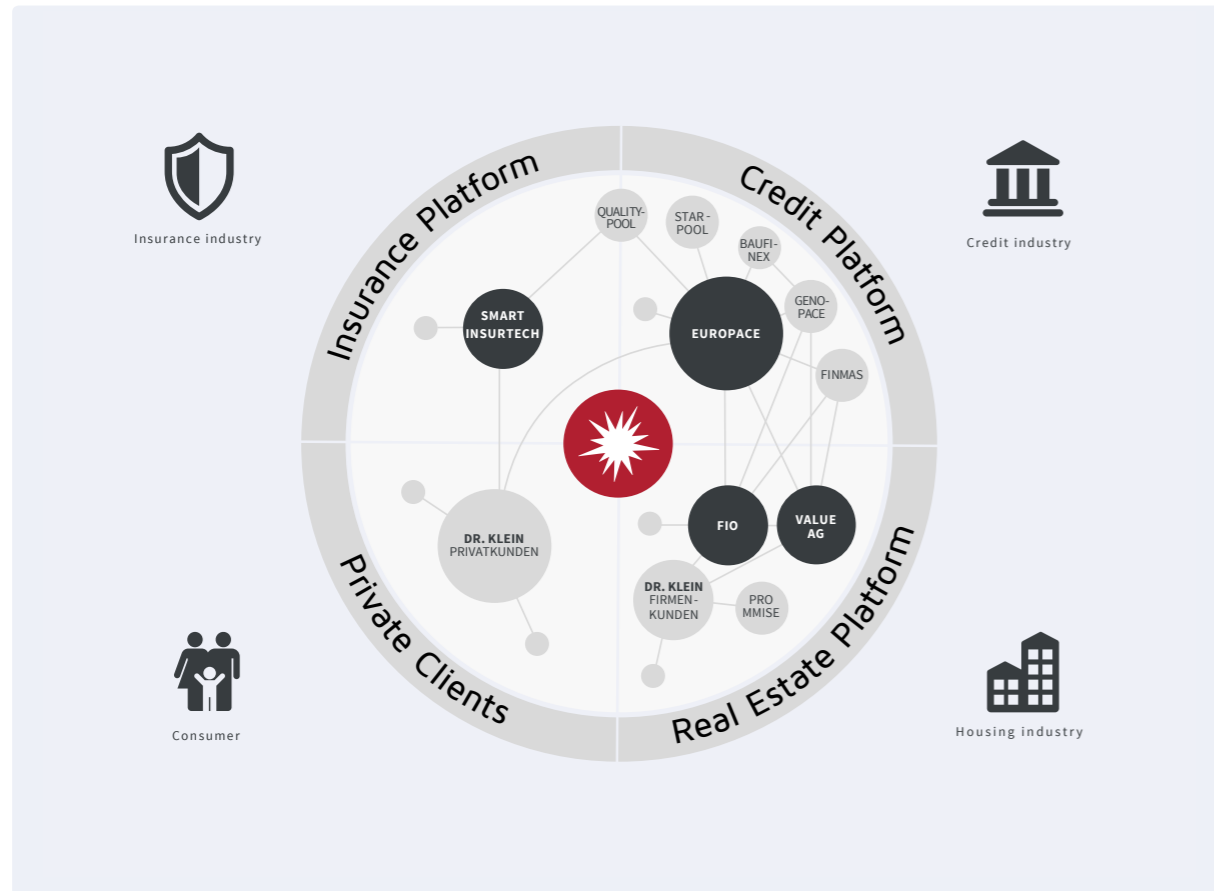 Insurance Platform
Credit Platform
Insurance industry
Credit industry
QUALITY-
POOL
STAR-
POOL
BAUFI-
NEX
GENO-
PACE
SMART
INSURTECH
EUROPACE
FINMAS
FIO
VALUE
AG
DR. KLEIN
PRIVATKUNDEN
DR. KLEIN
FIRMEN-
KUNDEN
PRO
MMISE
Private Clients
Real Estate Platform
Consumer
Housing industry